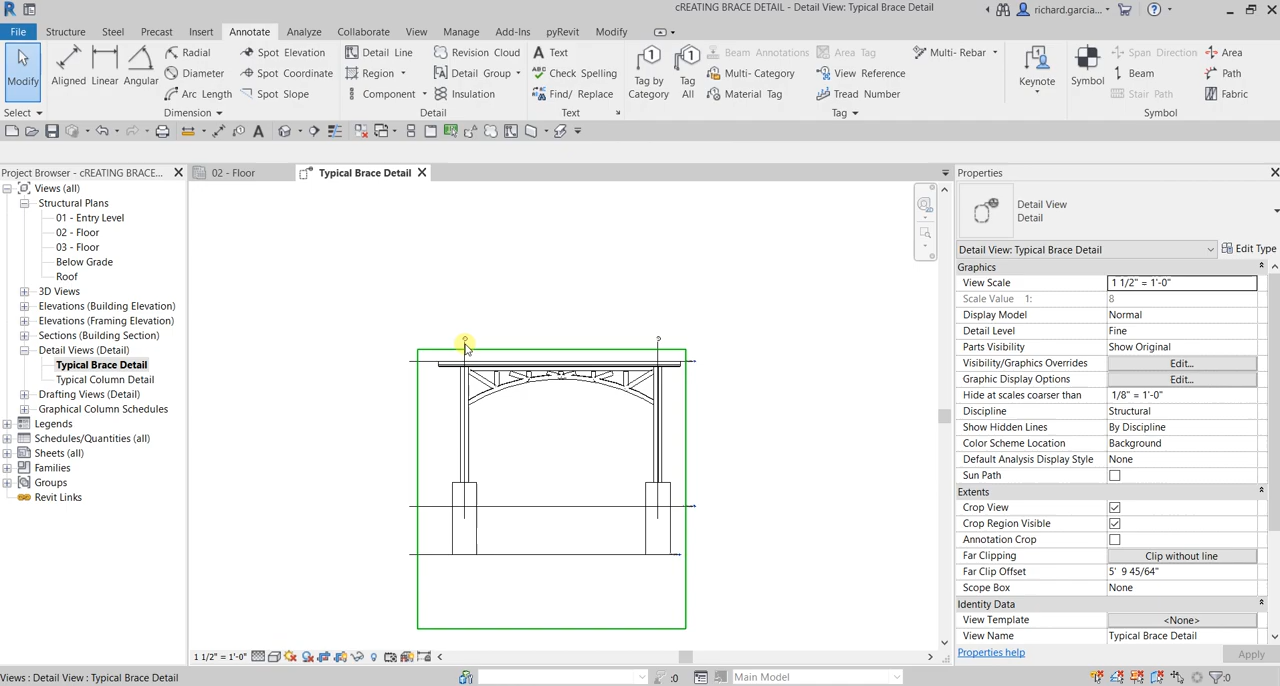 cREATING BRACE DETAIL - Detail View: Typical Brace Detail
richard.garcia...
File Structure Steel Precast Insert Annotate Analyze Collaborate View Manage Add-Ins pyRevit Modify
Modify
Select
Aligned Linear Angular
Radial
Diameter
Arc Length
Spot Elevation
Spot Coordinate
Spot Slope
Dimension
Detail Line
Region
Component
Revision Cloud
Detail Group
Insulation
Detail
Text
Check Spelling
Find/ Replace
Text
Tag by Category
Tag All
Beam Annotations
Multi- Category
Material Tag
Area Tag
View Reference
Tread Number
Multi- Rebar
Tag
Keynote
Symbol
Span Direction
Beam
Stair Path
Area
Path
Fabric
Symbol
Project Browser - cREATING BRACE...
02 - Floor
Typical Brace Detail
Views (all)
Structural Plans
01 - Entry Level
02 - Floor
03 - Floor
Below Grade
Roof
3D Views
Elevations (Building Elevation)
Elevations (Framing Elevation)
Sections (Building Section)
Detail Views (Detail)
Typical Brace Detail
Typical Column Detail
Drafting Views (Detail)
Graphical Column Schedules
Legends
Schedules/Quantities (all)
Sheets (all)
Families
Groups
Revit Links
Properties
Detail View
Detail
Detail View: Typical Brace Detail
Edit Type
Graphics
View Scale 1 1/2" = 1'-0"
Scale Value 1: 8
Display Model Normal
Detail Level Fine
Parts Visibility Show Original
Visibility/Graphics Overrides Edit...
Graphic Display Options Edit...
Hide at scales coarser than 1/8" = 1'-0"
Discipline Structural
Show Hidden Lines By Discipline
Color Scheme Location Background
Default Analysis Display Style None
Sun Path
Extents
Crop View
Crop Region Visible
Annotation Crop
Far Clipping Clip without line
Far Clip Offset 5' 9 45/64"
Scope Box None
Identity Data
View Template <None>
View Name Typical Brace Detail
Properties help
Apply
1 1/2" = 1'-0"
Views : Detail View : Typical Brace Detail
:0
Main Model
:0